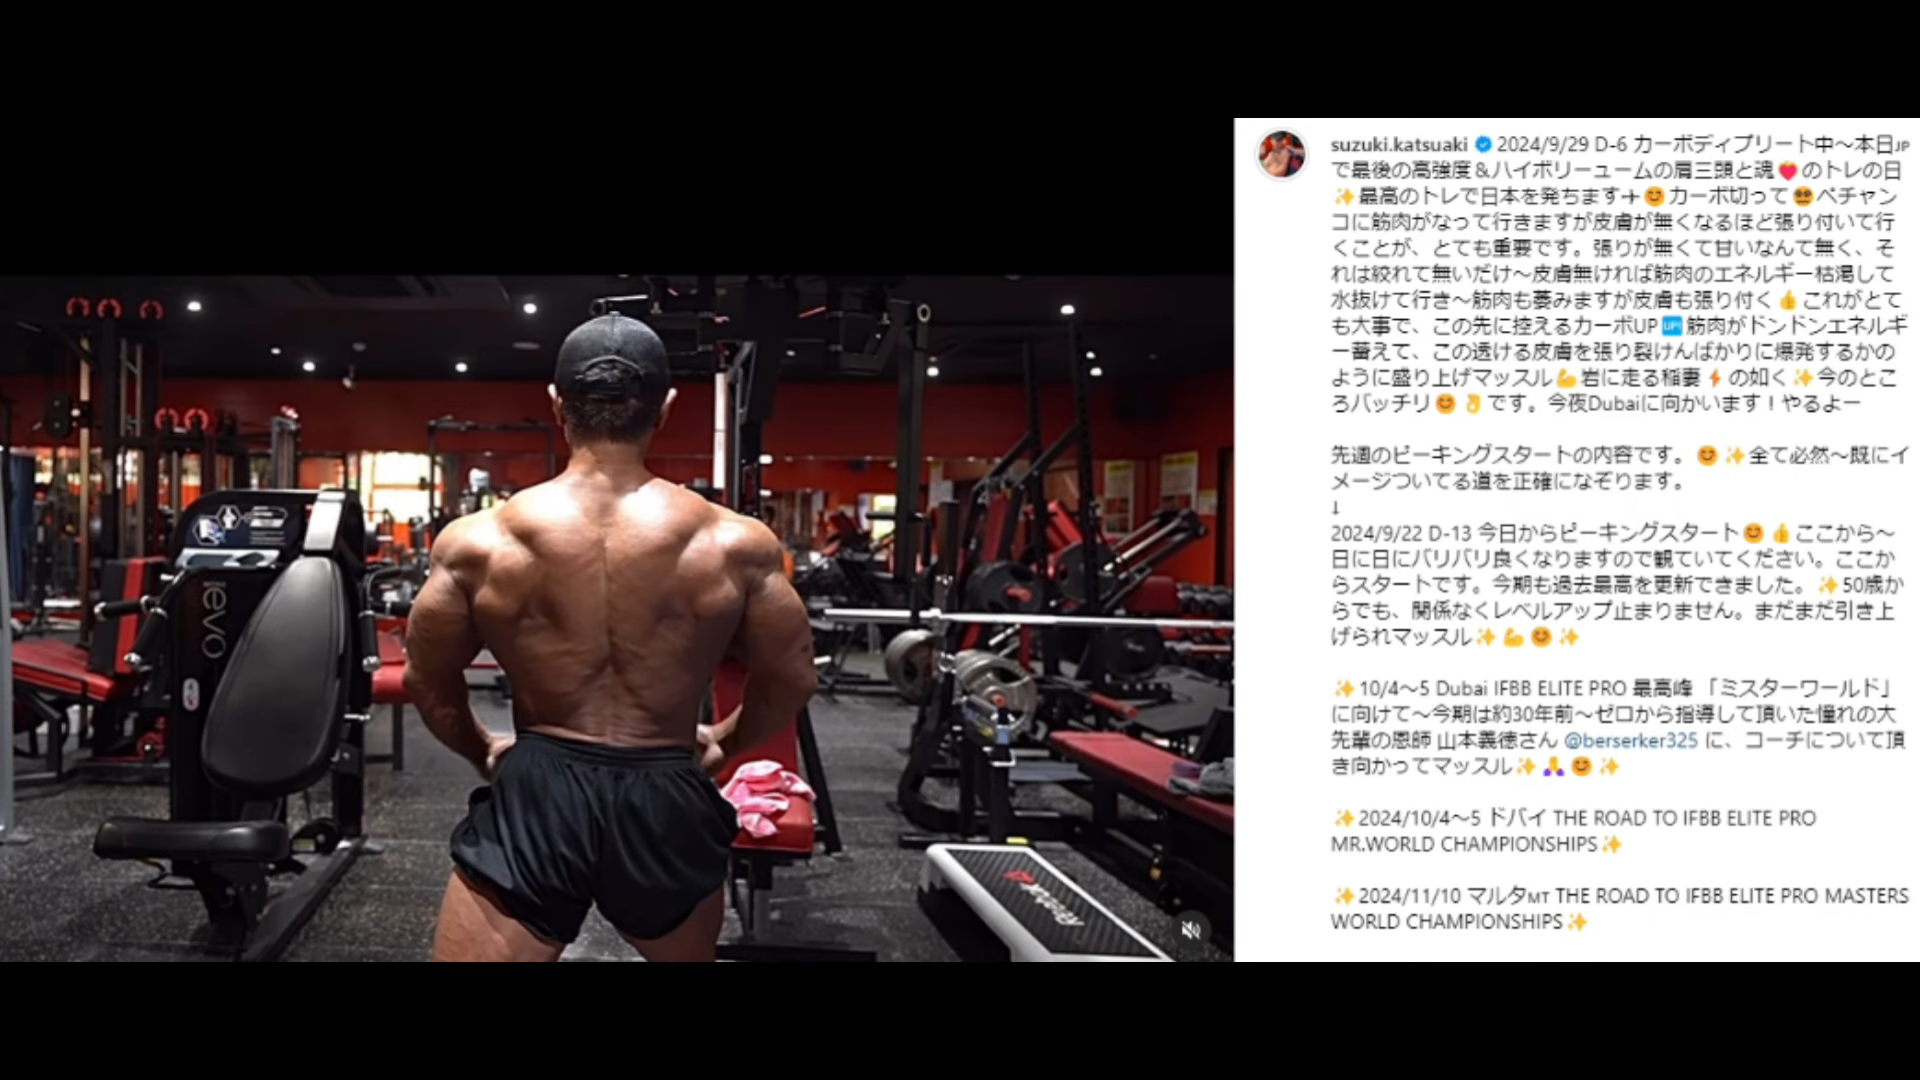 suzuki.katsuaki 2024/9/29 D-6 カーボディプリート中〜本日JP
で最後の高強度＆ハイボリュームの肩三頭と魂❤️のトレの日
✨最高のトレで日本を発ちます✈😊カーボ切って😵‍💫ペチャン
コに筋肉がなって行きますが皮膚が無くなるほど張り付いて行
くことが、とても重要です。張りが無くて甘いなんて無く、そ
れは絞れて無いだけ〜皮膚無ければ筋肉のエネルギー枯渇して
水抜けて行き〜筋肉も萎みますが皮膚も張り付く👍これがとて
も大事で、この先に控えるカーボUP🆙筋肉がドンドンエネルギ
ー蓄えて、この透ける皮膚を張り裂けんばかりに爆発するかの
ように盛り上げマッスル💪岩に走る稲妻⚡の如く✨今のとこ
ろバッチリ😊👌です。今夜Dubaiに向かいます！やるよー
先週のピーキングスタートの内容です。😊✨全て必然〜既にイ
メージついてる道を正確になぞります。
↓
2024/9/22 D-13 今日からピーキングスタート😊👍ここから〜
日に日にバリバリ良くなりますので観ていてください。ここか
らスタートです。今期も過去最高を更新できました。✨50歳か
らでも、関係なくレベルアップ止まりません。まだまだ引き上
げられマッスル✨💪😊✨
✨10/4〜5 Dubai IFBB ELITE PRO 最高峰 「ミスターワールド」
に向けて〜今期は約30年前〜ゼロから指導して頂いた憧れの大
先輩の恩師 山本義徳さん @berserker325 に、コーチについて頂
き向かってマッスル✨🙏😊✨
✨2024/10/4〜5 ドバイ THE ROAD TO IFBB ELITE PRO
MR.WORLD CHAMPIONSHIPS✨
✨2024/11/10 マルタMT THE ROAD TO IFBB ELITE PRO MASTERS
WORLD CHAMPIONSHIPS✨
levo
Reebok